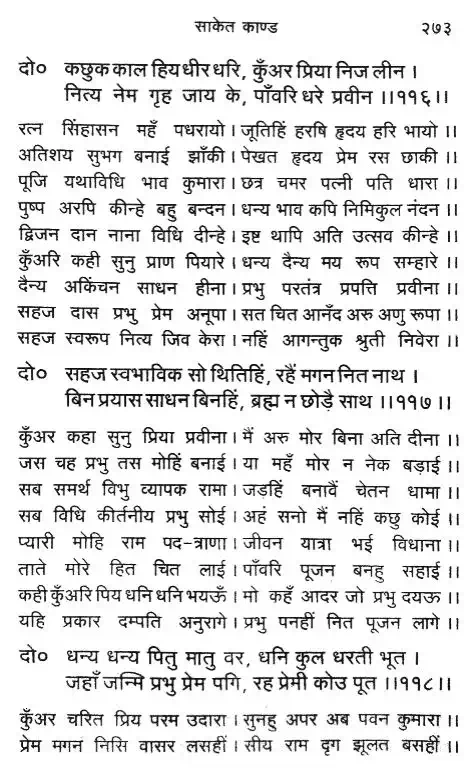 साकेत काण्ड २७३
दो० कछुक काल हिय धीर धरि, कुँअर प्रिया निज लीन ।
नित्य नेम गृह जाय के, पाँवरि धरे प्रवीन ।।११६।।
रत्न सिंहासन महँ पधरायो । जूतिहिं हरषि हृदय हरि भायो ।।
अतिशय सुभग बनाई झाँकी । पेखत हृदय प्रेम रस छाकी ।।
पूजि यथाविधि भाव कुमारा । छत्र चमर पत्नी पति धारा ।।
पुष्प अरपि कीन्हे बहु बन्दन । धन्य भाव कपि निमिकुल नंदन ।।
द्विजन दान नाना विधि दीन्हे । इष्ट थापि अति उत्सव कीन्हे ।।
कुँअरि कही सुनु प्राण पियारे । धन्य दैन्य मय रूप सम्हारे ।।
दैन्य अकिंचन साधन हीना । प्रभु परतंत्र प्रपत्ति प्रवीना ।।
सहज दास प्रभु प्रेम अनूपा । सत चित आनँद अरु अणु रूपा ।।
सहज स्वरूप नित्य जिव केरा । नहिं आगन्तुक श्रुती निवेरा ।।
दो० सहज स्वभाविक सो थितिहिं, रहैं मगन नित नाथ ।
बिन प्रयास साधन बिनहिं, ब्रह्म न छोड़ै साथ ।।११७।।
कुँअर कहा सुनु प्रिया प्रवीना । मैं अरु मोर बिना अति दीना ।।
जस चह प्रभु तस मोहिं बनाई । या महँ मोर न नेक बड़ाई ।।
सब समर्थ विभु व्यापक रामा । जड़हिं बनावैं चेतन धामा ।।
सब विधि कीर्तनीय प्रभु सोई । अहं सनो मैं नहिं कछु कोई ।।
प्यारी मोहि राम पद-त्राणा । जीवन यात्रा भई विधाना ।।
ताते मोरे हित चित लाई । पाँवरि पूजन बनहु सहाई ।।
कही कुँअरि पिय धनि धनि भयऊँ । मो कहँ आदर जो प्रभु दयऊ ।।
यहि प्रकार दम्पति अनुरागे । प्रभु पनहीं नित पूजन लागे ।।
दो० धन्य धन्य पितु मातु वर, धनि कुल धरती भूत ।
जहाँ जन्मि प्रभु प्रेम पगि, रह प्रेमी कोउ पूत ।।११८।।
कुँअर चरित प्रिय परम उदारा । सुनहु अपर अब पवन कुमारा ।।
प्रेम मगन निसि वासर लसहीं । सीय राम दृग झूलत बसहीं ।।